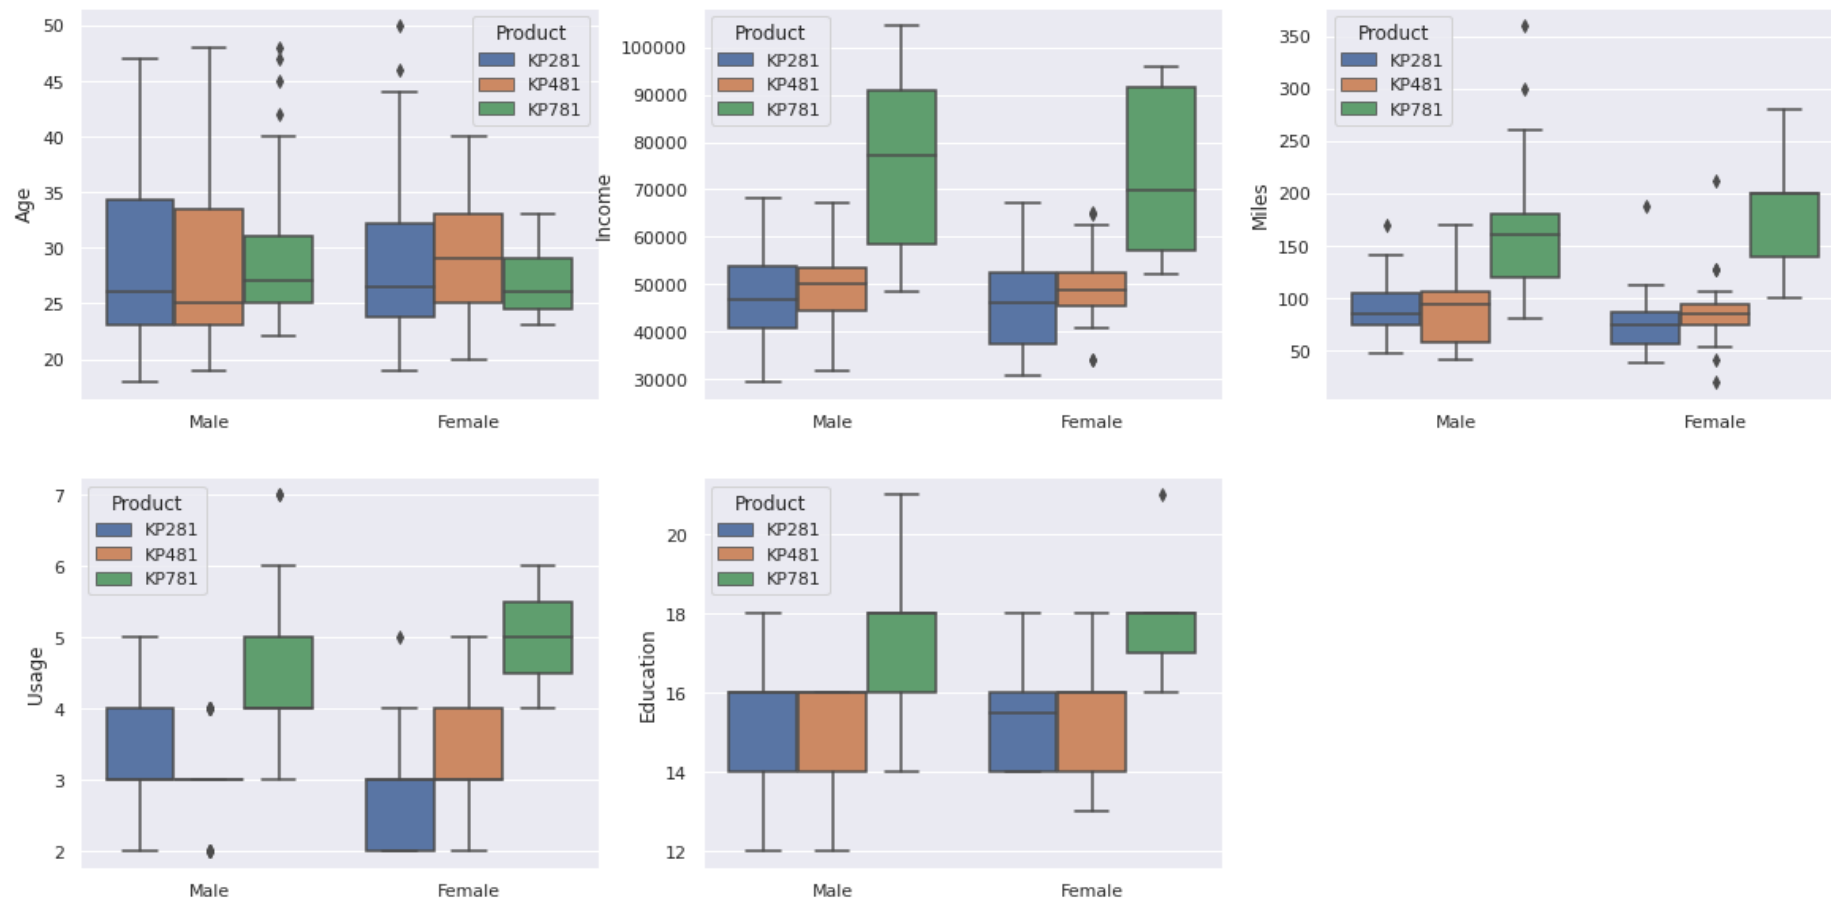 Age
50
45
40
35
30
25
20
Product
KP281
KP481
KP781
Male Female
Income
100000
90000
80000
70000
60000
50000
40000
30000
Product
KP281
KP481
KP781
Male Female
Miles
350
300
250
200
150
100
50
Product
KP281
KP481
KP781
Male Female
Usage
7
6
5
4
3
2
Product
KP281
KP481
KP781
Male Female
Education
20
18
16
14
12
Product
KP281
KP481
KP781
Male Female